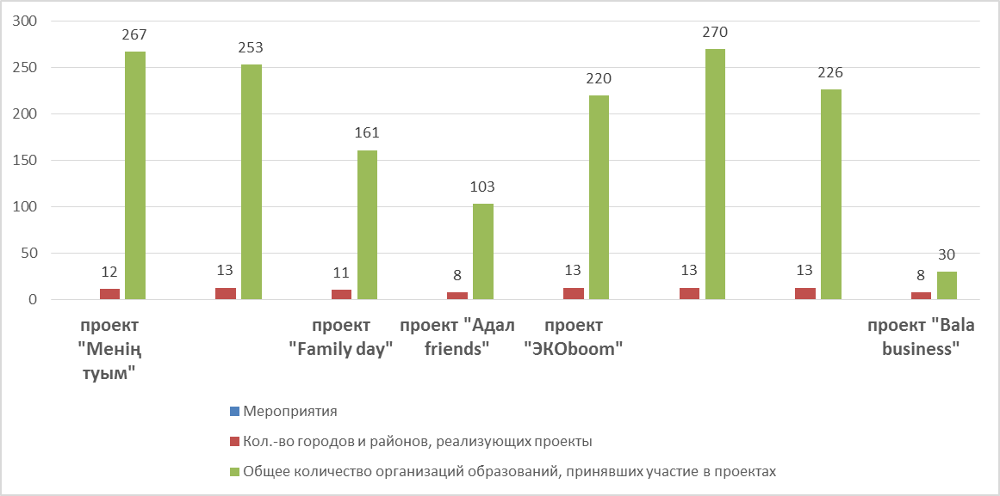 300
250
200
150
100
50
0
267
253
161
103
220
270
226
30
12
13
11
8
13
13
13
8
проект
"Менің
туым"
проект
"Family day"
проект "Адал
friends"
проект
"ЭКОboom"
проект "Bala
business"
Мероприятия
Кол.-во городов и районов, реализующих проекты
Общее количество организаций образований, принявших участие в проектах